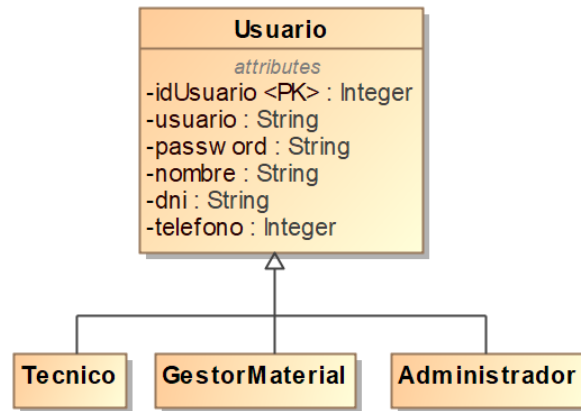 Usuario
attributes
-idUsuario <PK> : Integer
-usuario : String
-password : String
-nombre : String
-dni : String
-telefono : Integer
Tecnico GestorMaterial Administrador